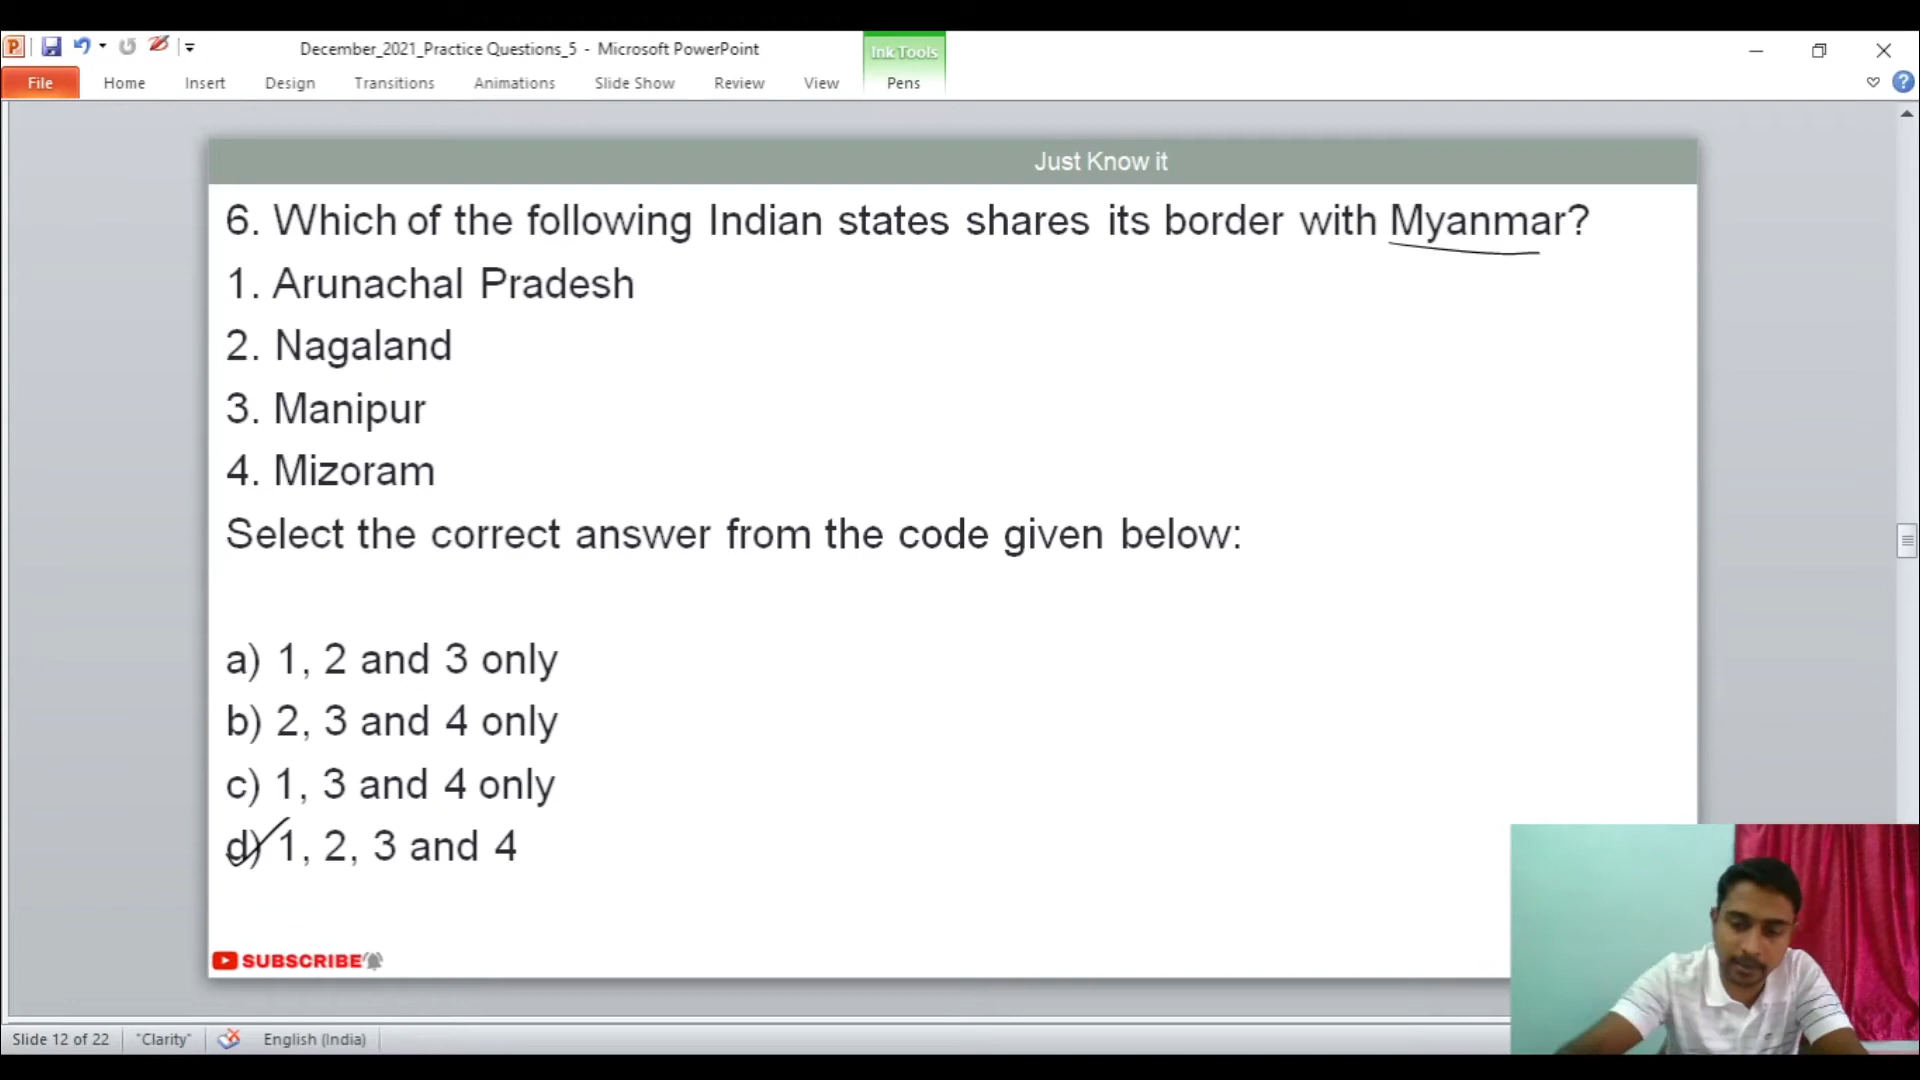 December_2021_Practice Questions_5 - Microsoft PowerPoint
Ink Tools
File Home Insert Design Transitions Animations Slide Show Review View Pens
Just Know it
6. Which of the following Indian states shares its border with Myanmar?
1. Arunachal Pradesh
2. Nagaland
3. Manipur
4. Mizoram
Select the correct answer from the code given below:
a) 1, 2 and 3 only
b) 2, 3 and 4 only
c) 1, 3 and 4 only
d) 1, 2, 3 and 4
SUBSCRIBE
Slide 12 of 22 "Clarity" English (India)